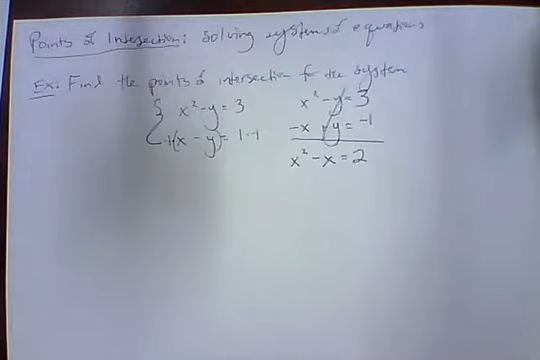 Points of Intersection: Solving systems of equations
Ex: Find the points of intersection for the system
{ x² - y = 3
-1(x - y) = 1·-1
x² - y = 3
-x + y = -1
x² - x = 2